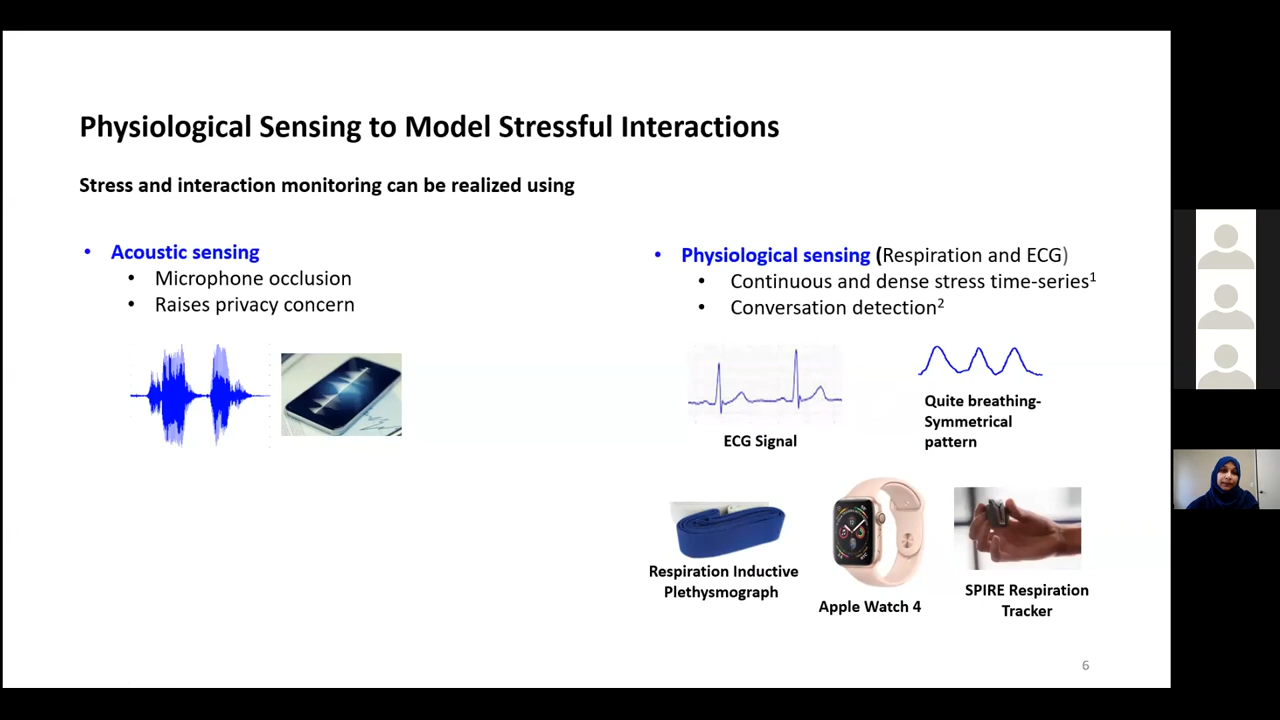 Physiological Sensing to Model Stressful Interactions
Stress and interaction monitoring can be realized using
• Acoustic sensing
• Microphone occlusion
• Raises privacy concern
• Physiological sensing (Respiration and ECG)
• Continuous and dense stress time-series1
• Conversation detection2
ECG Signal
Quite breathing-
Symmetrical
pattern
Respiration Inductive
Plethysmograph
Apple Watch 4
SPIRE Respiration
Tracker
6